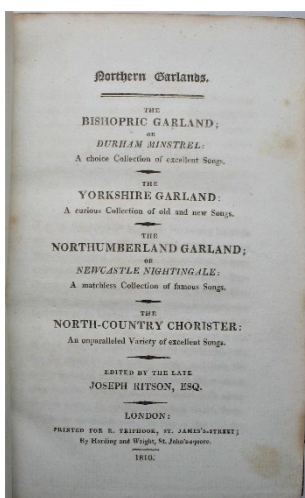 Northern Garlands.
THE
BISHOPRIC GARLAND;
OR
DURHAM MINSTREL:
A choice Collection of excellent Songs.
THE
YORKSHIRE GARLAND:
A curious Collection of old and new Songs.
THE
NORTHUMBERLAND GARLAND;
OR
NEWCASTLE NIGHTINGALE:
A matchless Collection of famous Songs.
THE
NORTH-COUNTRY CHORISTER:
An unparalleled Variety of excellent Songs.
EDITED BY THE LATE
JOSEPH RITSON, ESQ.
LONDON:
PRINTED FOR R. TRIPHOOK, ST. JAMES'S-STREET;
By Harding and Wright, St. John's-square.
1810.